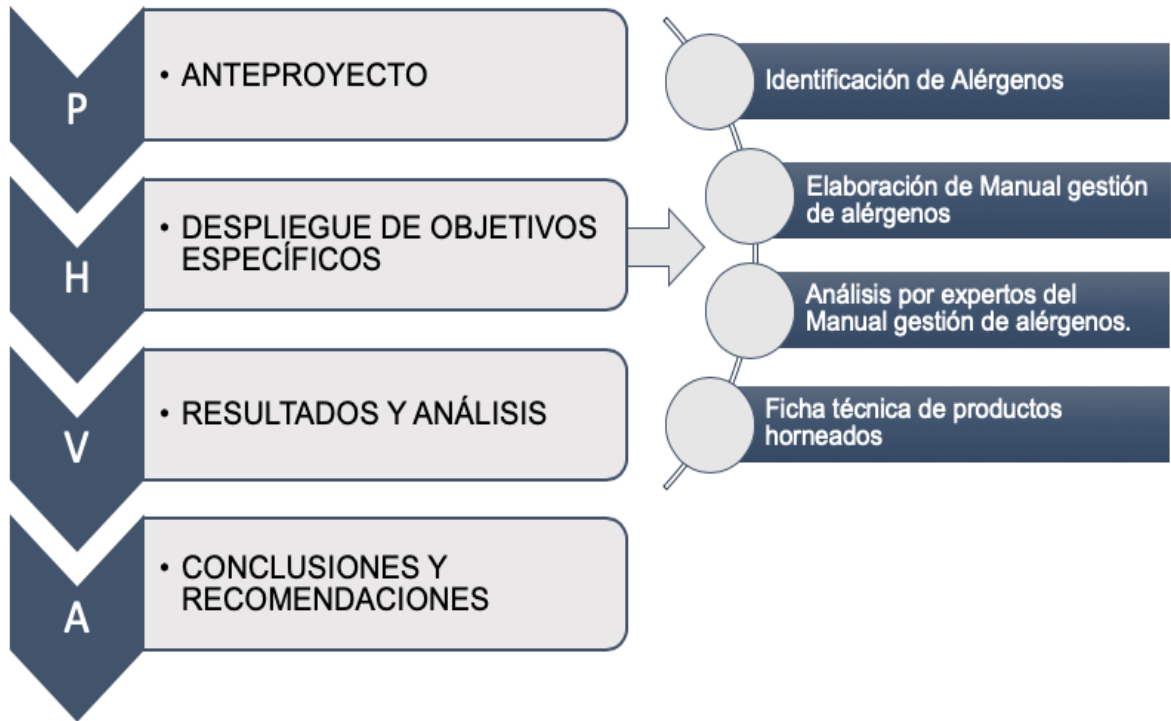 P
• ANTEPROYECTO
H
• DESPLIEGUE DE OBJETIVOS
ESPECÍFICOS
V
• RESULTADOS Y ANÁLISIS
A
• CONCLUSIONES Y
RECOMENDACIONES
Identificación de Alérgenos
Elaboración de Manual gestión
de alérgenos
Análisis por expertos del
Manual gestión de alérgenos.
Ficha técnica de productos
horneados